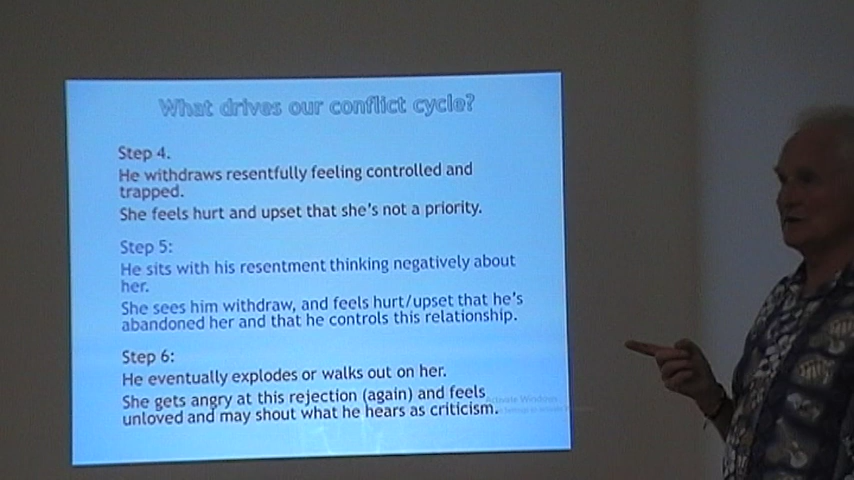 What drives our conflict cycle?
Step 4.
He withdraws resentfully feeling controlled and
trapped.
She feels hurt and upset that she's not a priority.
Step 5:
He sits with his resentment thinking negatively about
her.
She sees him withdraw, and feels hurt/upset that he's
abandoned her and that he controls this relationship.
Step 6:
He eventually explodes or walks out on her.
She gets angry at this rejection (again) and feels
unloved and may shout what he hears as criticism.
Activate Windows